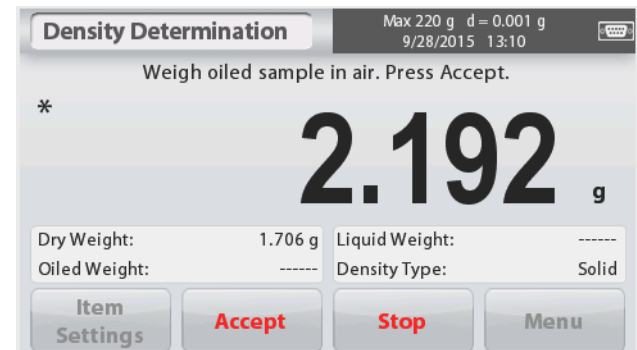 Density Determination
Max 220 g d = 0.001 g
9/28/2015 13:10
Weigh oiled sample in air. Press Accept.
*
2.192 g
Dry Weight: 1.706 g Liquid Weight: ------
Oiled Weight: ------ Density Type: Solid
Item
Settings
Accept
Stop
Menu